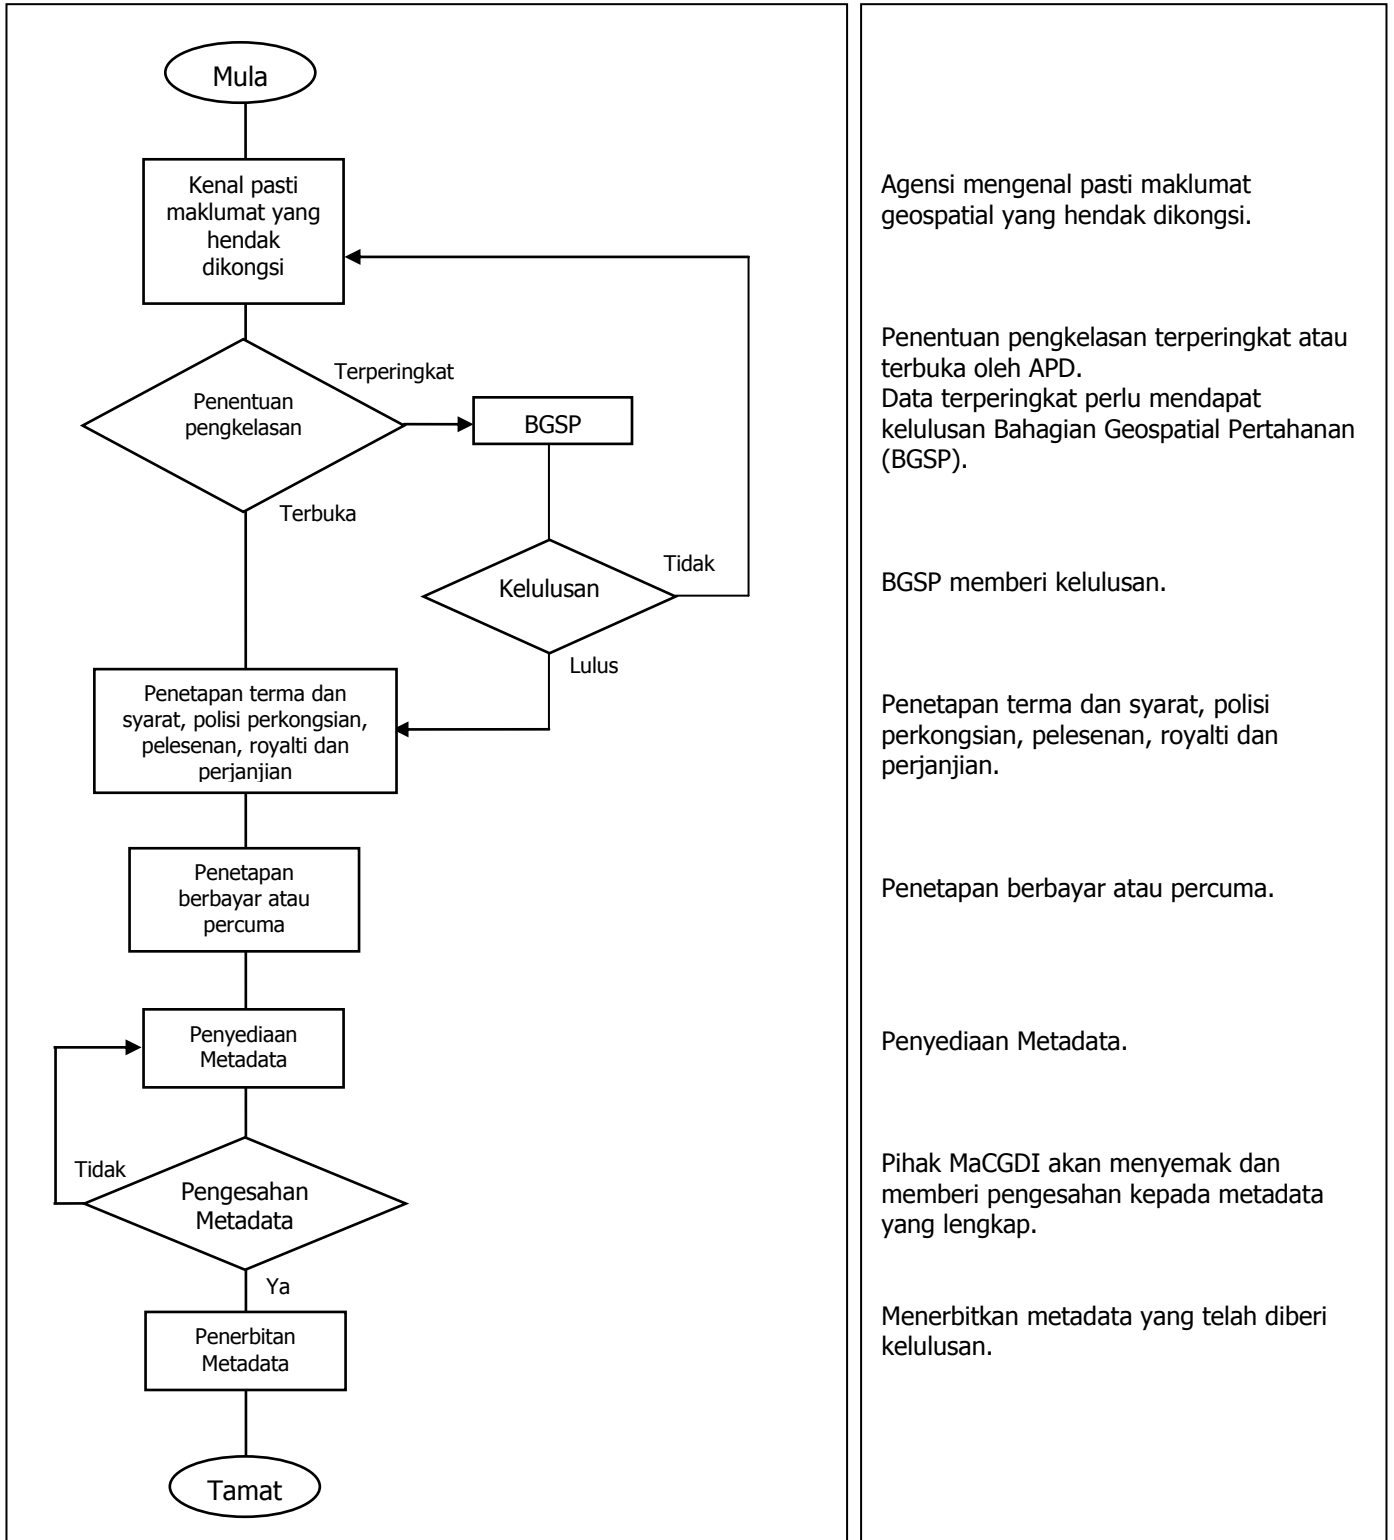 Mula
Kenal pasti
maklumat yang
hendak
dikongsi
Terperingkat
Penentuan
pengkelasan
BGSP
Terbuka
Tidak
Kelulusan
Lulus
Penetapan terma dan
syarat, polisi perkongsian,
pelesenan, royalti dan
perjanjian
Penetapan
berbayar atau
percuma
Penyediaan
Metadata
Tidak
Pengesahan
Metadata
Ya
Penerbitan
Metadata
Tamat
Agensi mengenal pasti maklumat
geospatial yang hendak dikongsi.
Penentuan pengkelasan terperingkat atau
terbuka oleh APD.
Data terperingkat perlu mendapat
kelulusan Bahagian Geospatial Pertahanan
(BGSP).
BGSP memberi kelulusan.
Penetapan terma dan syarat, polisi
perkongsian, pelesenan, royalti dan
perjanjian.
Penetapan berbayar atau percuma.
Penyediaan Metadata.
Pihak MaCGDI akan menyemak dan
memberi pengesahan kepada metadata
yang lengkap.
Menerbitkan metadata yang telah diberi
kelulusan.